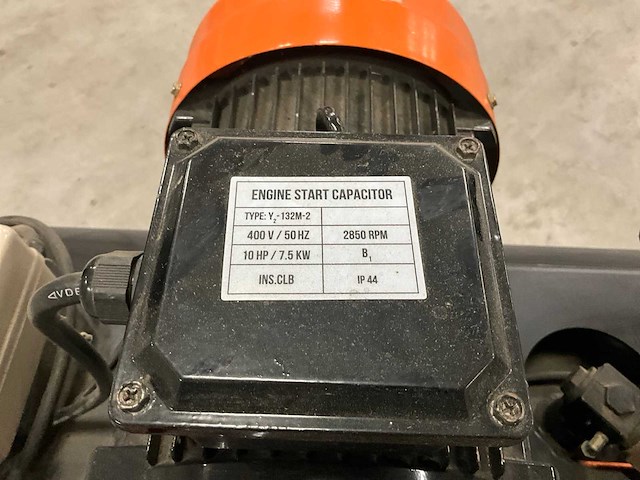 ENGINE START CAPACITOR
TYPE: Y₂-132M-2
400 V / 50 HZ 2850 RPM
10 HP / 7.5 KW B₁
INS.CLB IP 44
VDE